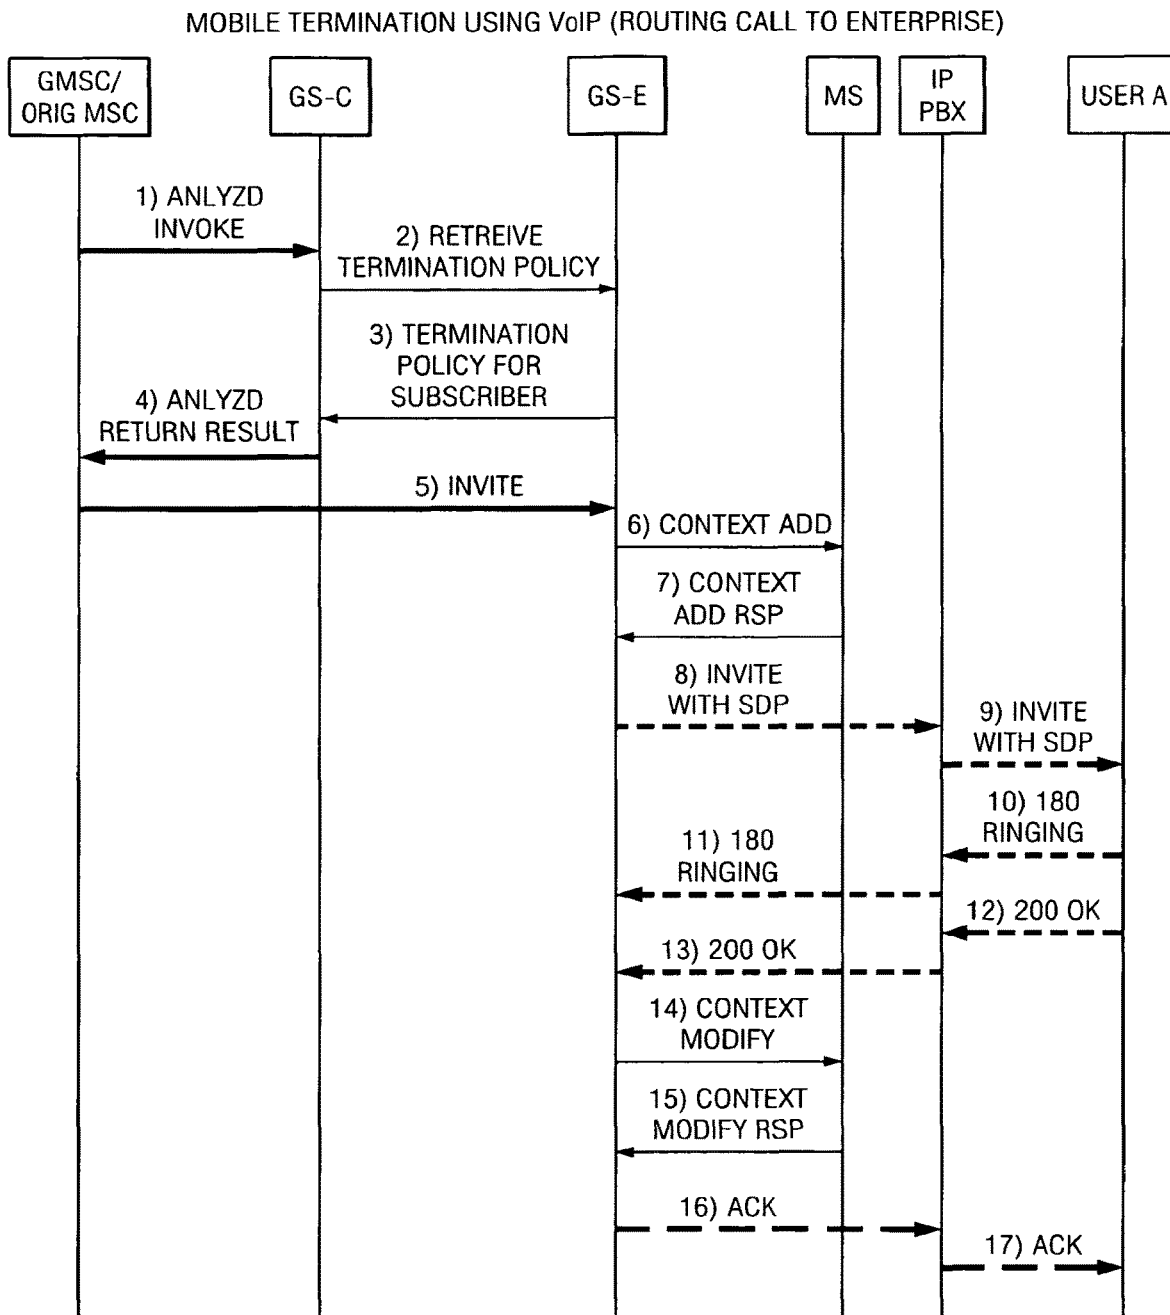 MOBILE TERMINATION USING VoIP (ROUTING CALL TO ENTERPRISE)
GMSC/
ORIG MSC
GS-C
GS-E
MS
IP
PBX
USER A
1) ANLYZD
INVOKE
2) RETREIVE
TERMINATION POLICY
3) TERMINATION
POLICY FOR
SUBSCRIBER
4) ANLYZD
RETURN RESULT
5) INVITE
6) CONTEXT ADD
7) CONTEXT
ADD RSP
8) INVITE
WITH SDP
9) INVITE
WITH SDP
10) 180
RINGING
11) 180
RINGING
12) 200 OK
13) 200 OK
14) CONTEXT
MODIFY
15) CONTEXT
MODIFY RSP
16) ACK
17) ACK